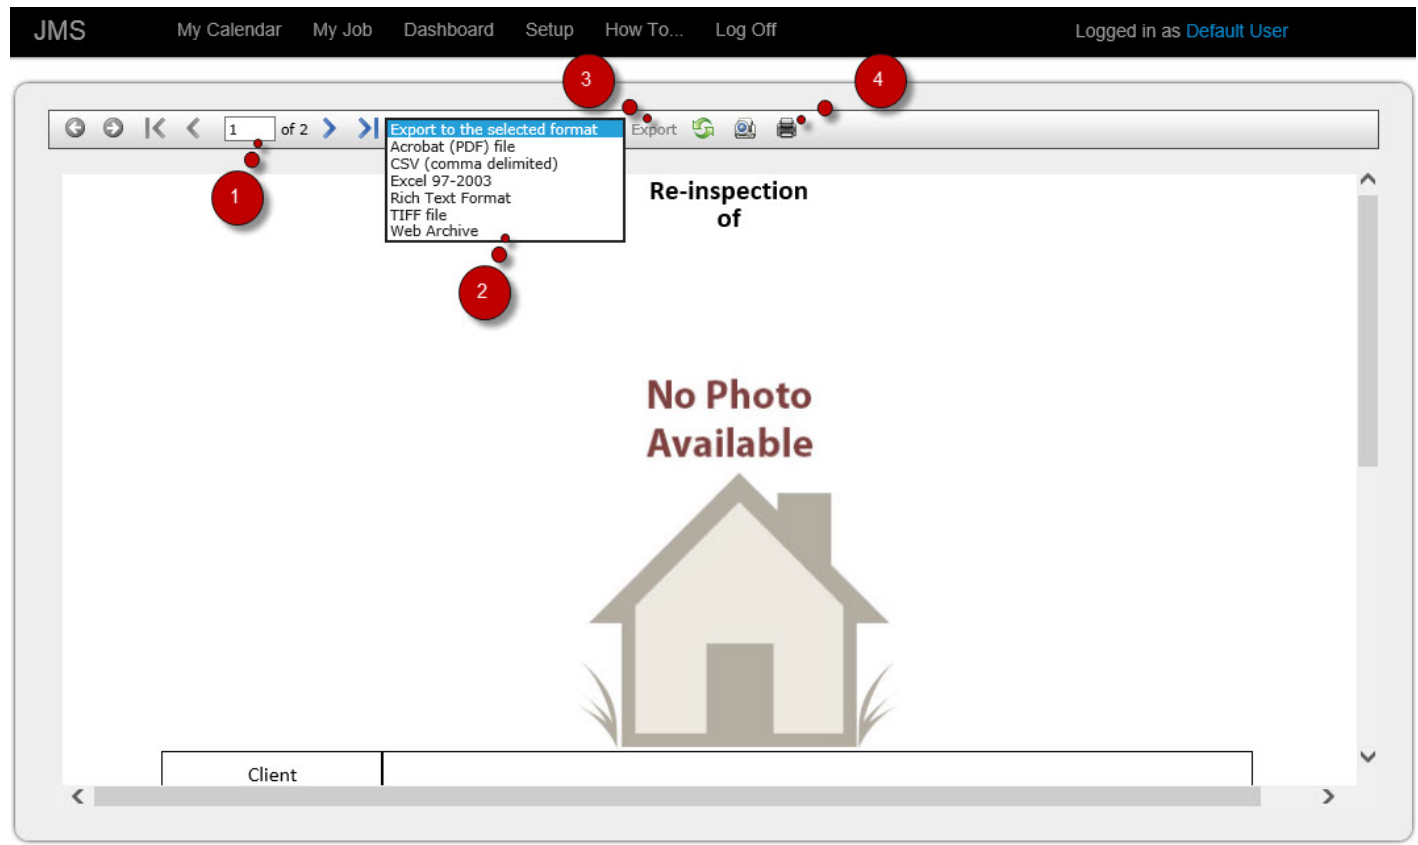 JMS My Calendar My Job Dashboard Setup How To... Log Off Logged in as Default User
3
4
1 of 2 Export to the selected format Export
Acrobat (PDF) file
CSV (comma delimited)
Excel 97-2003
Rich Text Format
TIFF file
Web Archive
1
2
Re-inspection
of
No Photo
Available
Client